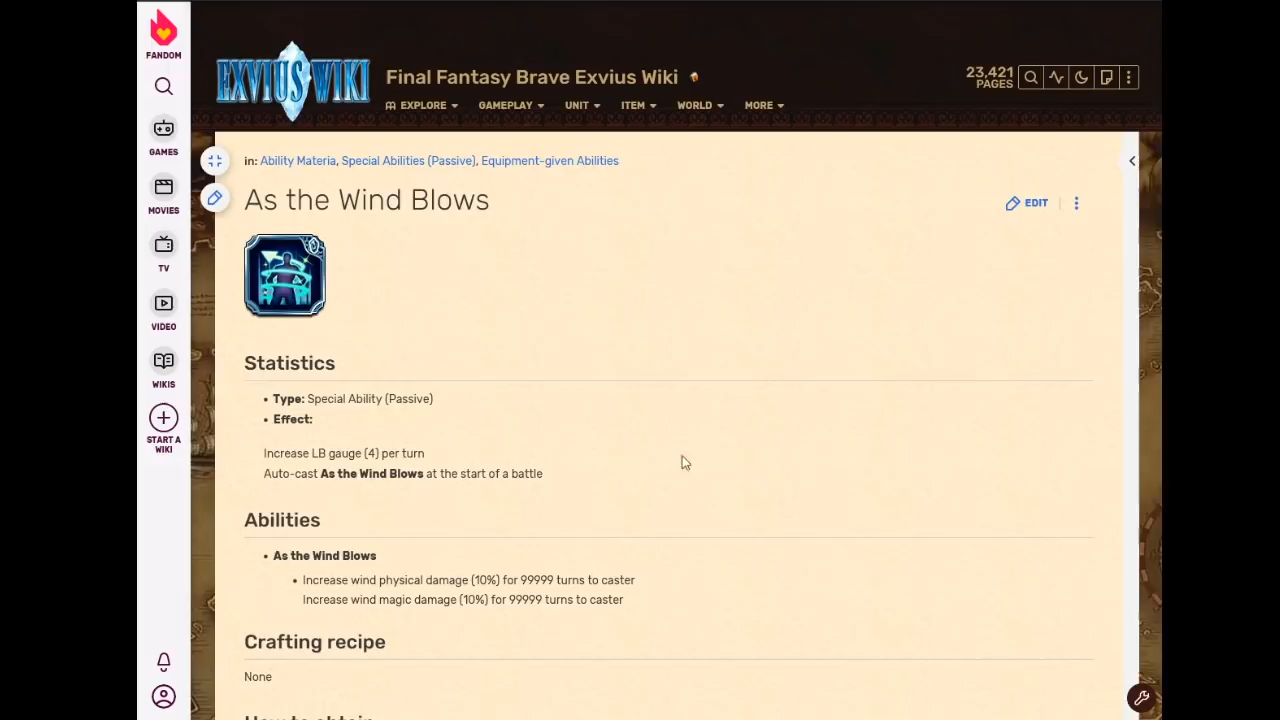 FANDOM
GAMES
MOVIES
TV
VIDEO
WIKIS
START A
WIKI
EXVIUS WIKI
Final Fantasy Brave Exvius Wiki
23,421
PAGES
EXPLORE
GAMEPLAY
UNIT
ITEM
WORLD
MORE
in: Ability Materia, Special Abilities (Passive), Equipment-given Abilities
As the Wind Blows
EDIT
Statistics
• Type: Special Ability (Passive)
• Effect:
Increase LB gauge (4) per turn
Auto-cast As the Wind Blows at the start of a battle
Abilities
• As the Wind Blows
• Increase wind physical damage (10%) for 99999 turns to caster
Increase wind magic damage (10%) for 99999 turns to caster
Crafting recipe
None
How to obtain